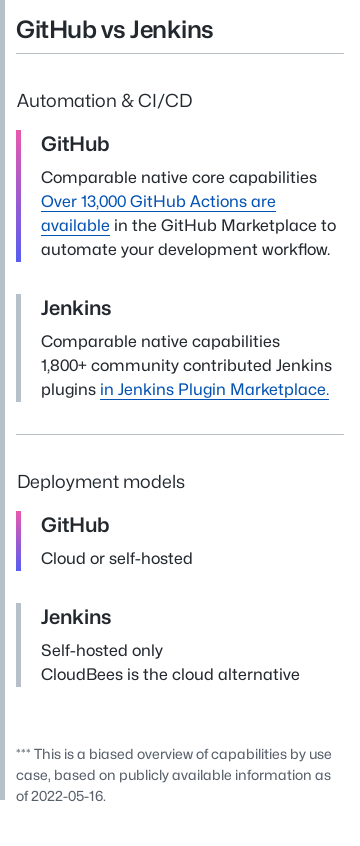 GitHub vs Jenkins
Automation & CI/CD
GitHub
Comparable native core capabilities
Over 13,000 GitHub Actions are
available in the GitHub Marketplace to
automate your development workflow.
Jenkins
Comparable native capabilities
1,800+ community contributed Jenkins
plugins in Jenkins Plugin Marketplace.
Deployment models
GitHub
Cloud or self-hosted
Jenkins
Self-hosted only
CloudBees is the cloud alternative
*** This is a biased overview of capabilities by use
case, based on publicly available information as
of 2022-05-16.